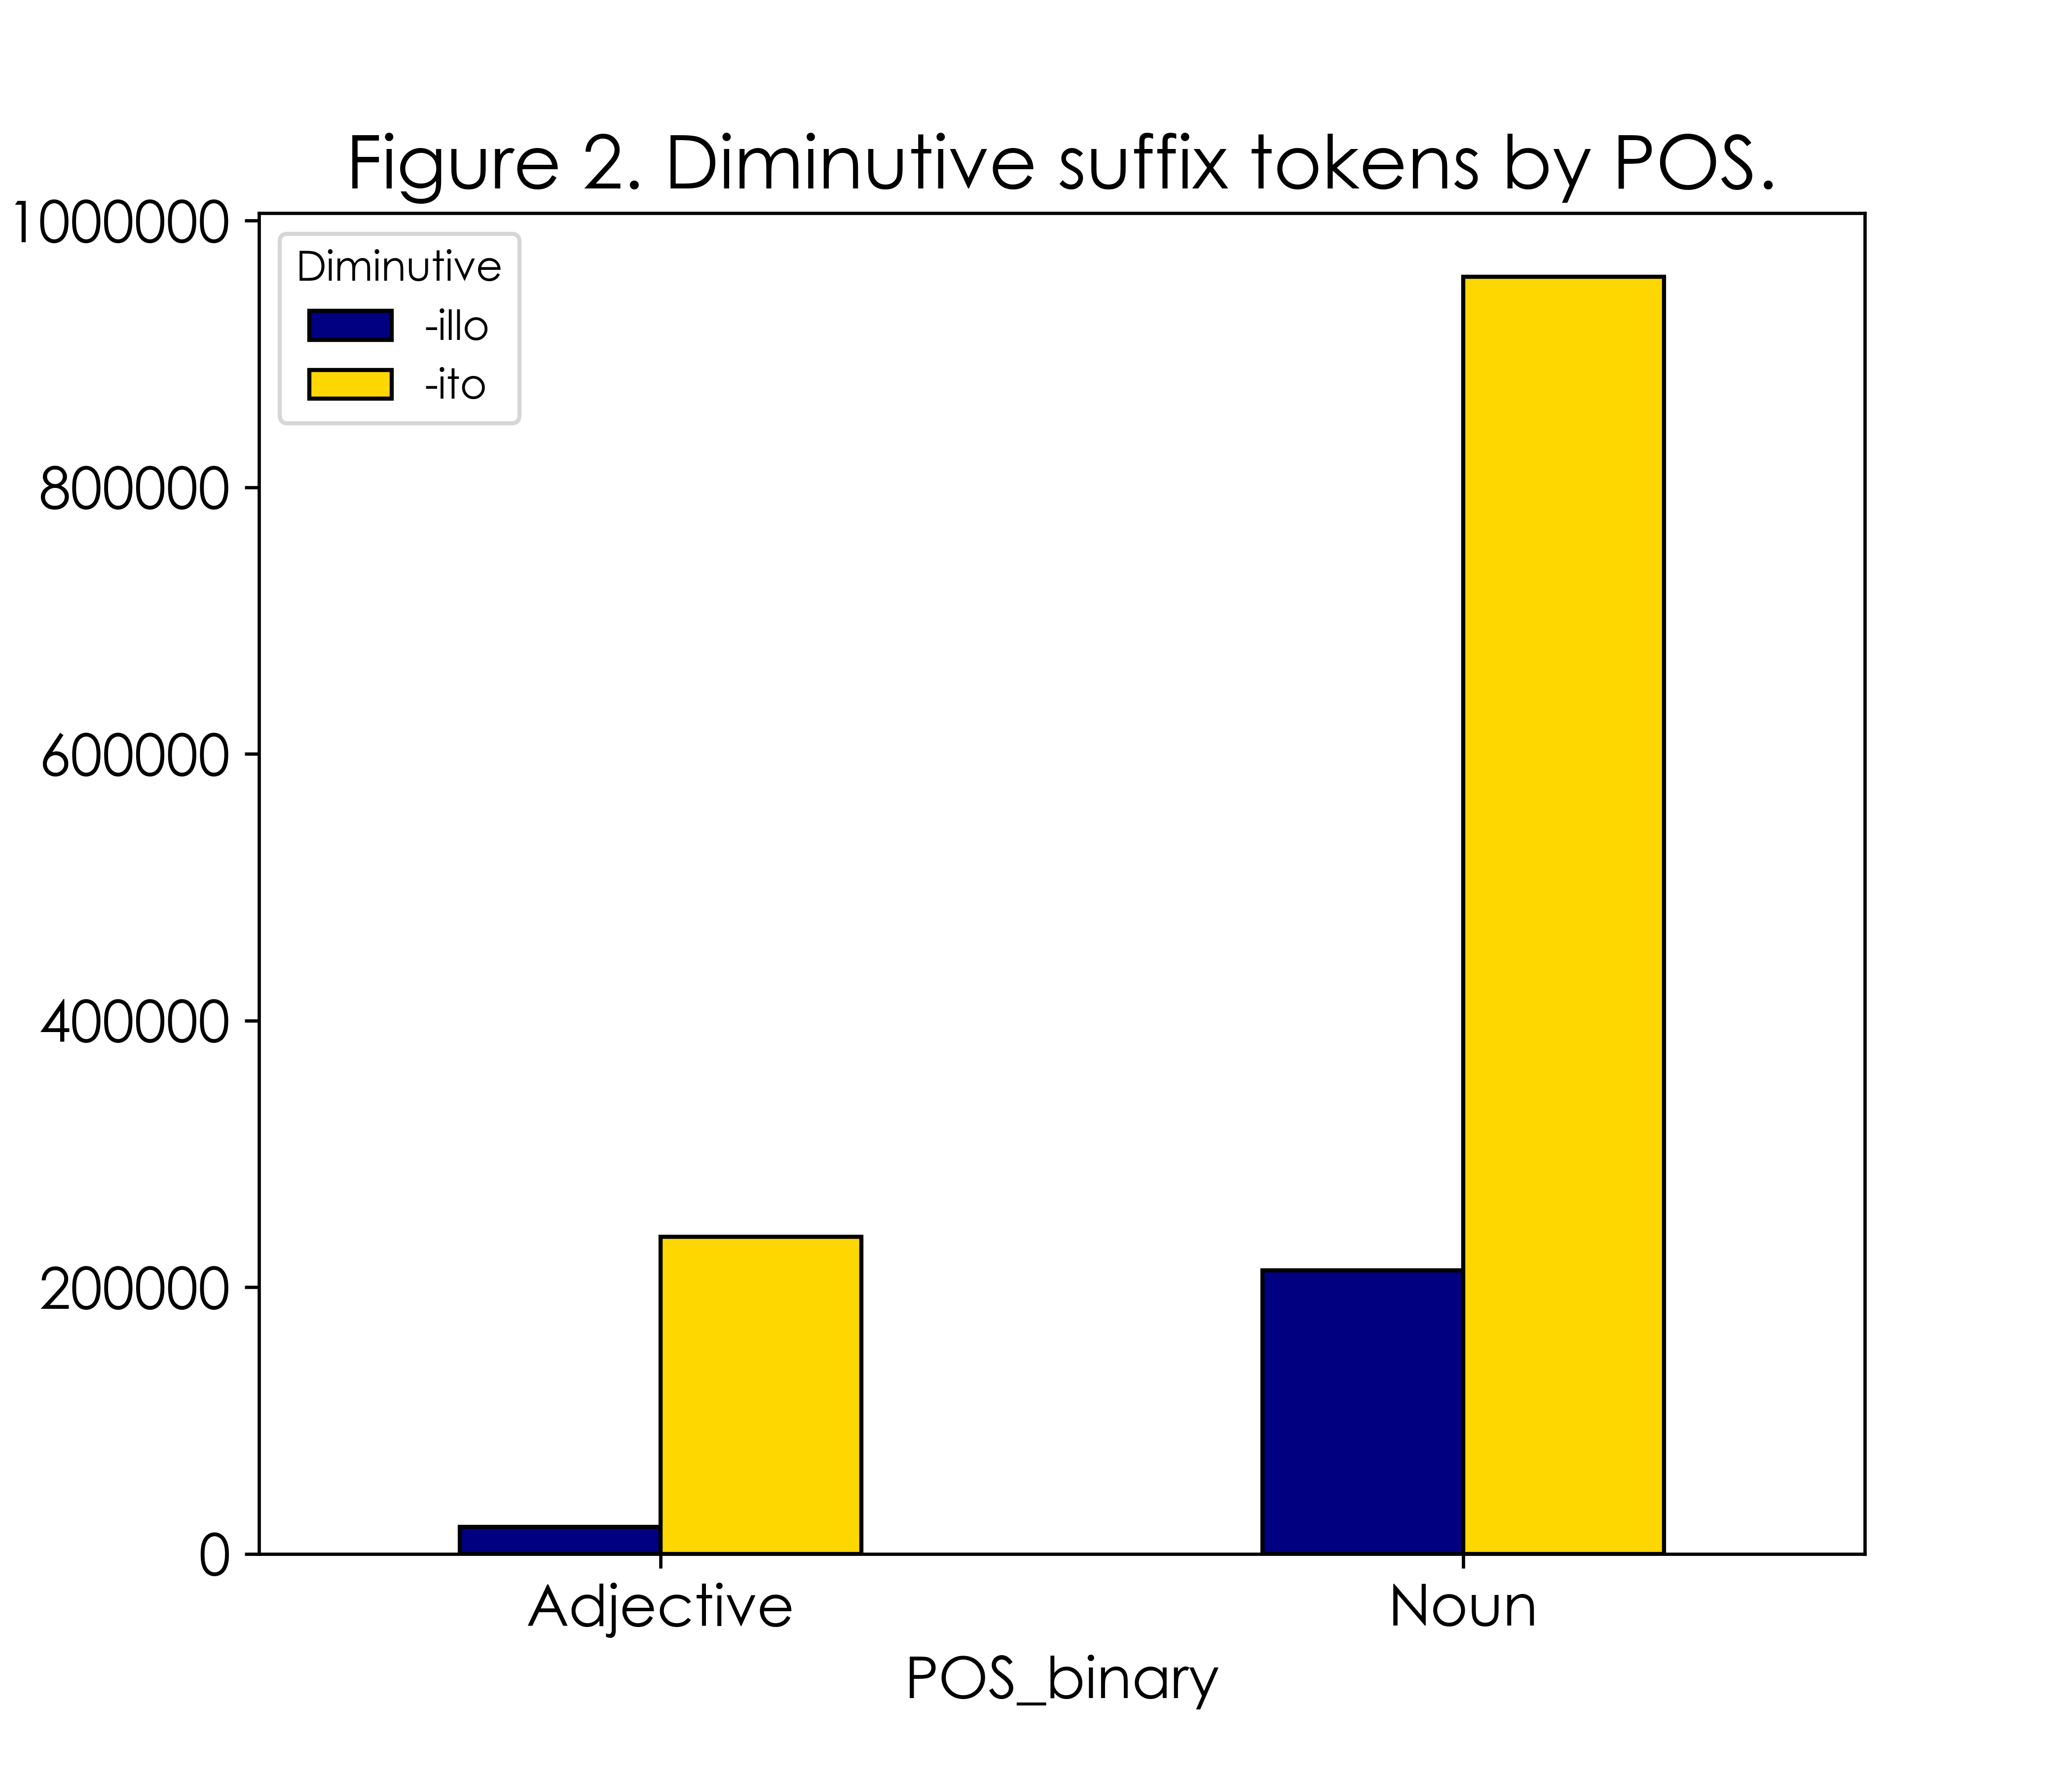 Figure 2. Diminutive suffix tokens by POS.
1000000
800000
600000
400000
200000
0
Diminutive
-illo
-ito
Adjective
Noun
POS_binary